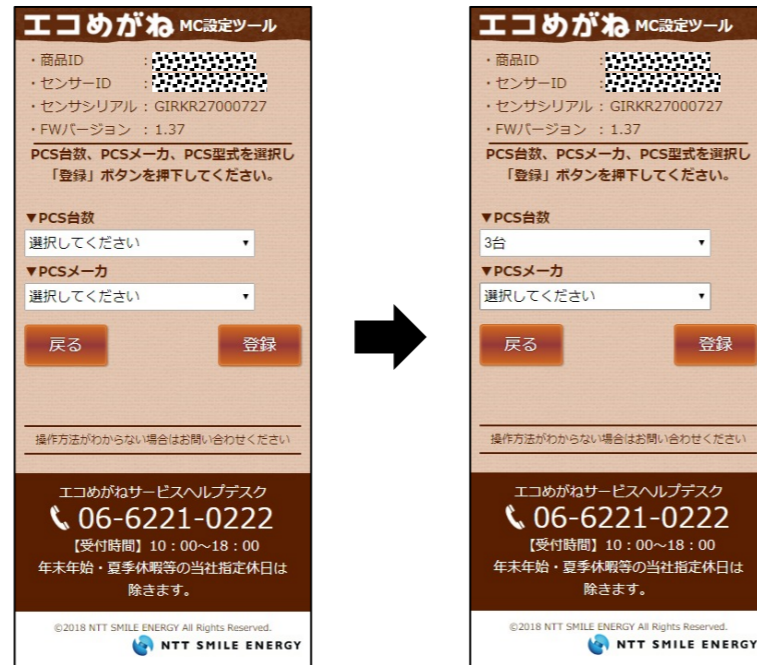 エコめがね MC設定ツール
・商品ID :
・センサーID :
・センサシリアル : GIRKR27000727
・FWバージョン : 1.37
PCS台数、PCSメーカ、PCS型式を選択し
「登録」ボタンを押下してください。
▼PCS台数
選択してください
▼PCSメーカ
選択してください
戻る 登録
操作方法がわからない場合はお問い合わせください
エコめがねサービスヘルプデスク
06-6221-0222
【受付時間】10：00～18：00
年末年始・夏季休暇等の当社指定休日は
除きます。
©2018 NTT SMILE ENERGY All Rights Reserved.
NTT SMILE ENERGY
エコめがね MC設定ツール
・商品ID :
・センサーID :
・センサシリアル : GIRKR27000727
・FWバージョン : 1.37
PCS台数、PCSメーカ、PCS型式を選択し
「登録」ボタンを押下してください。
▼PCS台数
3台
▼PCSメーカ
選択してください
戻る 登録
操作方法がわからない場合はお問い合わせください
エコめがねサービスヘルプデスク
06-6221-0222
【受付時間】10：00～18：00
年末年始・夏季休暇等の当社指定休日は
除きます。
©2018 NTT SMILE ENERGY All Rights Reserved.
NTT SMILE ENERGY